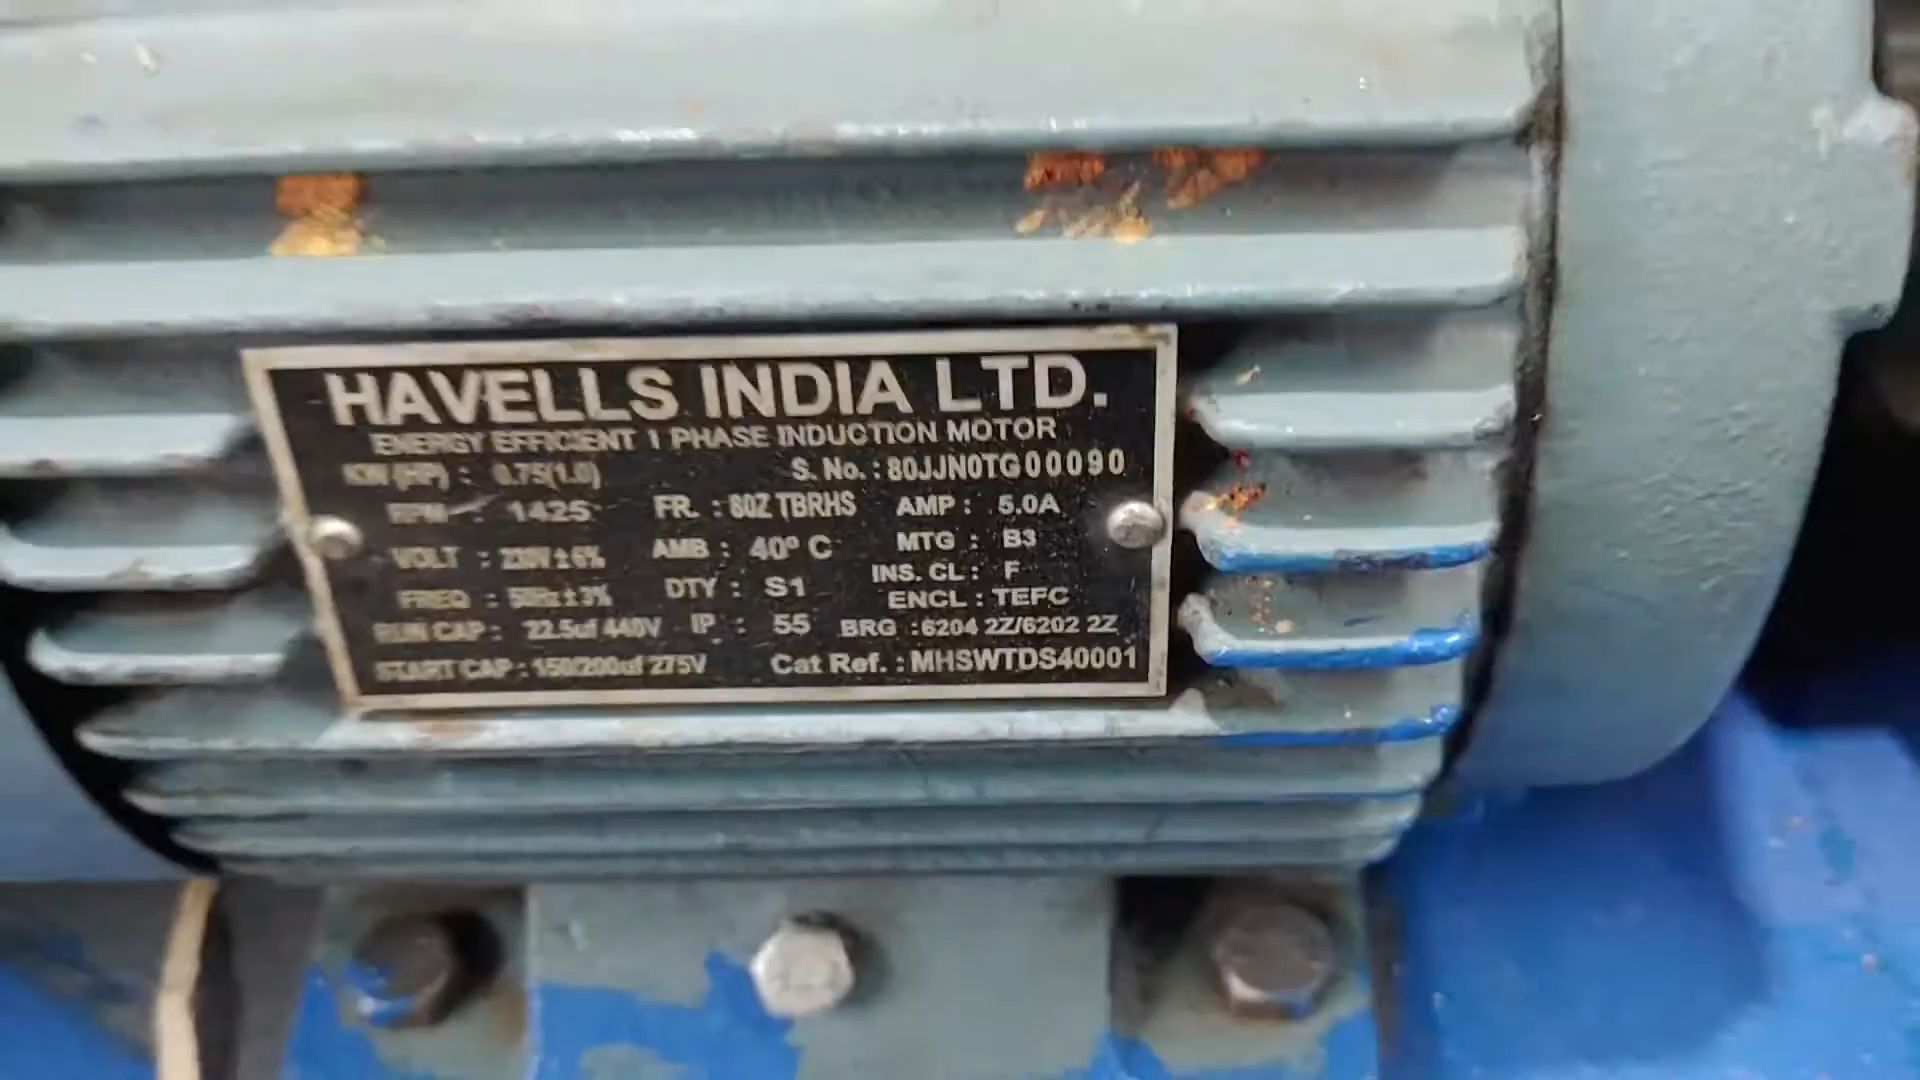 HAVELLS INDIA LTD.
ENERGY EFFICIENT 1 PHASE INDUCTION MOTOR
KW (HP) : 0.75(1.0) S. No. : 80JJN0TG00090
RPM : 1425 FR. : 80Z TBRHS AMP : 5.0A
VOLT : 230V ± 6% AMB : 40º C MTG : B3
FREQ : 50Hz ± 3% DTY : S1 INS. CL : F
ENCL : TEFC
RUN CAP : 22.5uf 440V IP : 55 BRG : 6204 2Z/6202 2Z
START CAP : 150/200uf 275V Cat Ref. : MHSWTDS40001